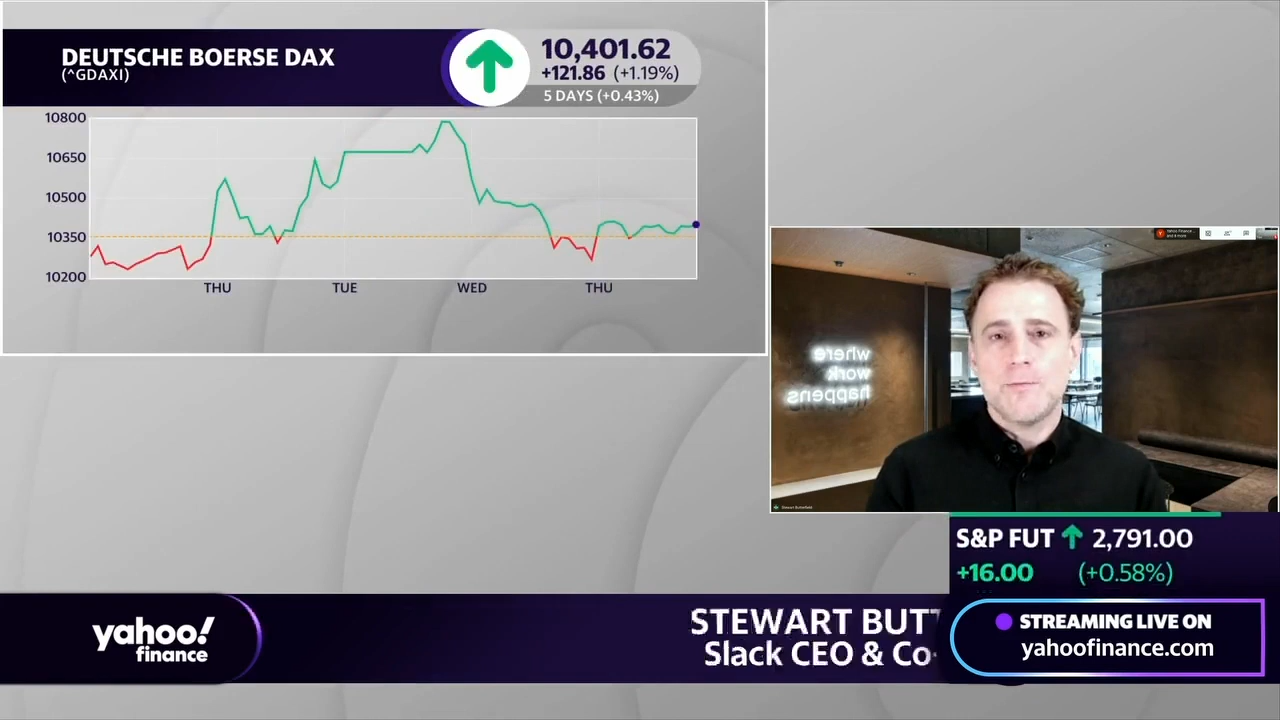 DEUTSCHE BOERSE DAX
(^GDAXI)
10,401.62
+121.86 (+1.19%)
5 DAYS (+0.43%)
10800
10650
10500
10350
10200
THU
TUE
WED
THU
where
work
happens
Stewart Butterfield
S&P FUT 2,791.00
+16.00 (+0.58%)
yahoo!
finance
STEWART BUTT
Slack CEO & Co-
STREAMING LIVE ON
yahoofinance.com